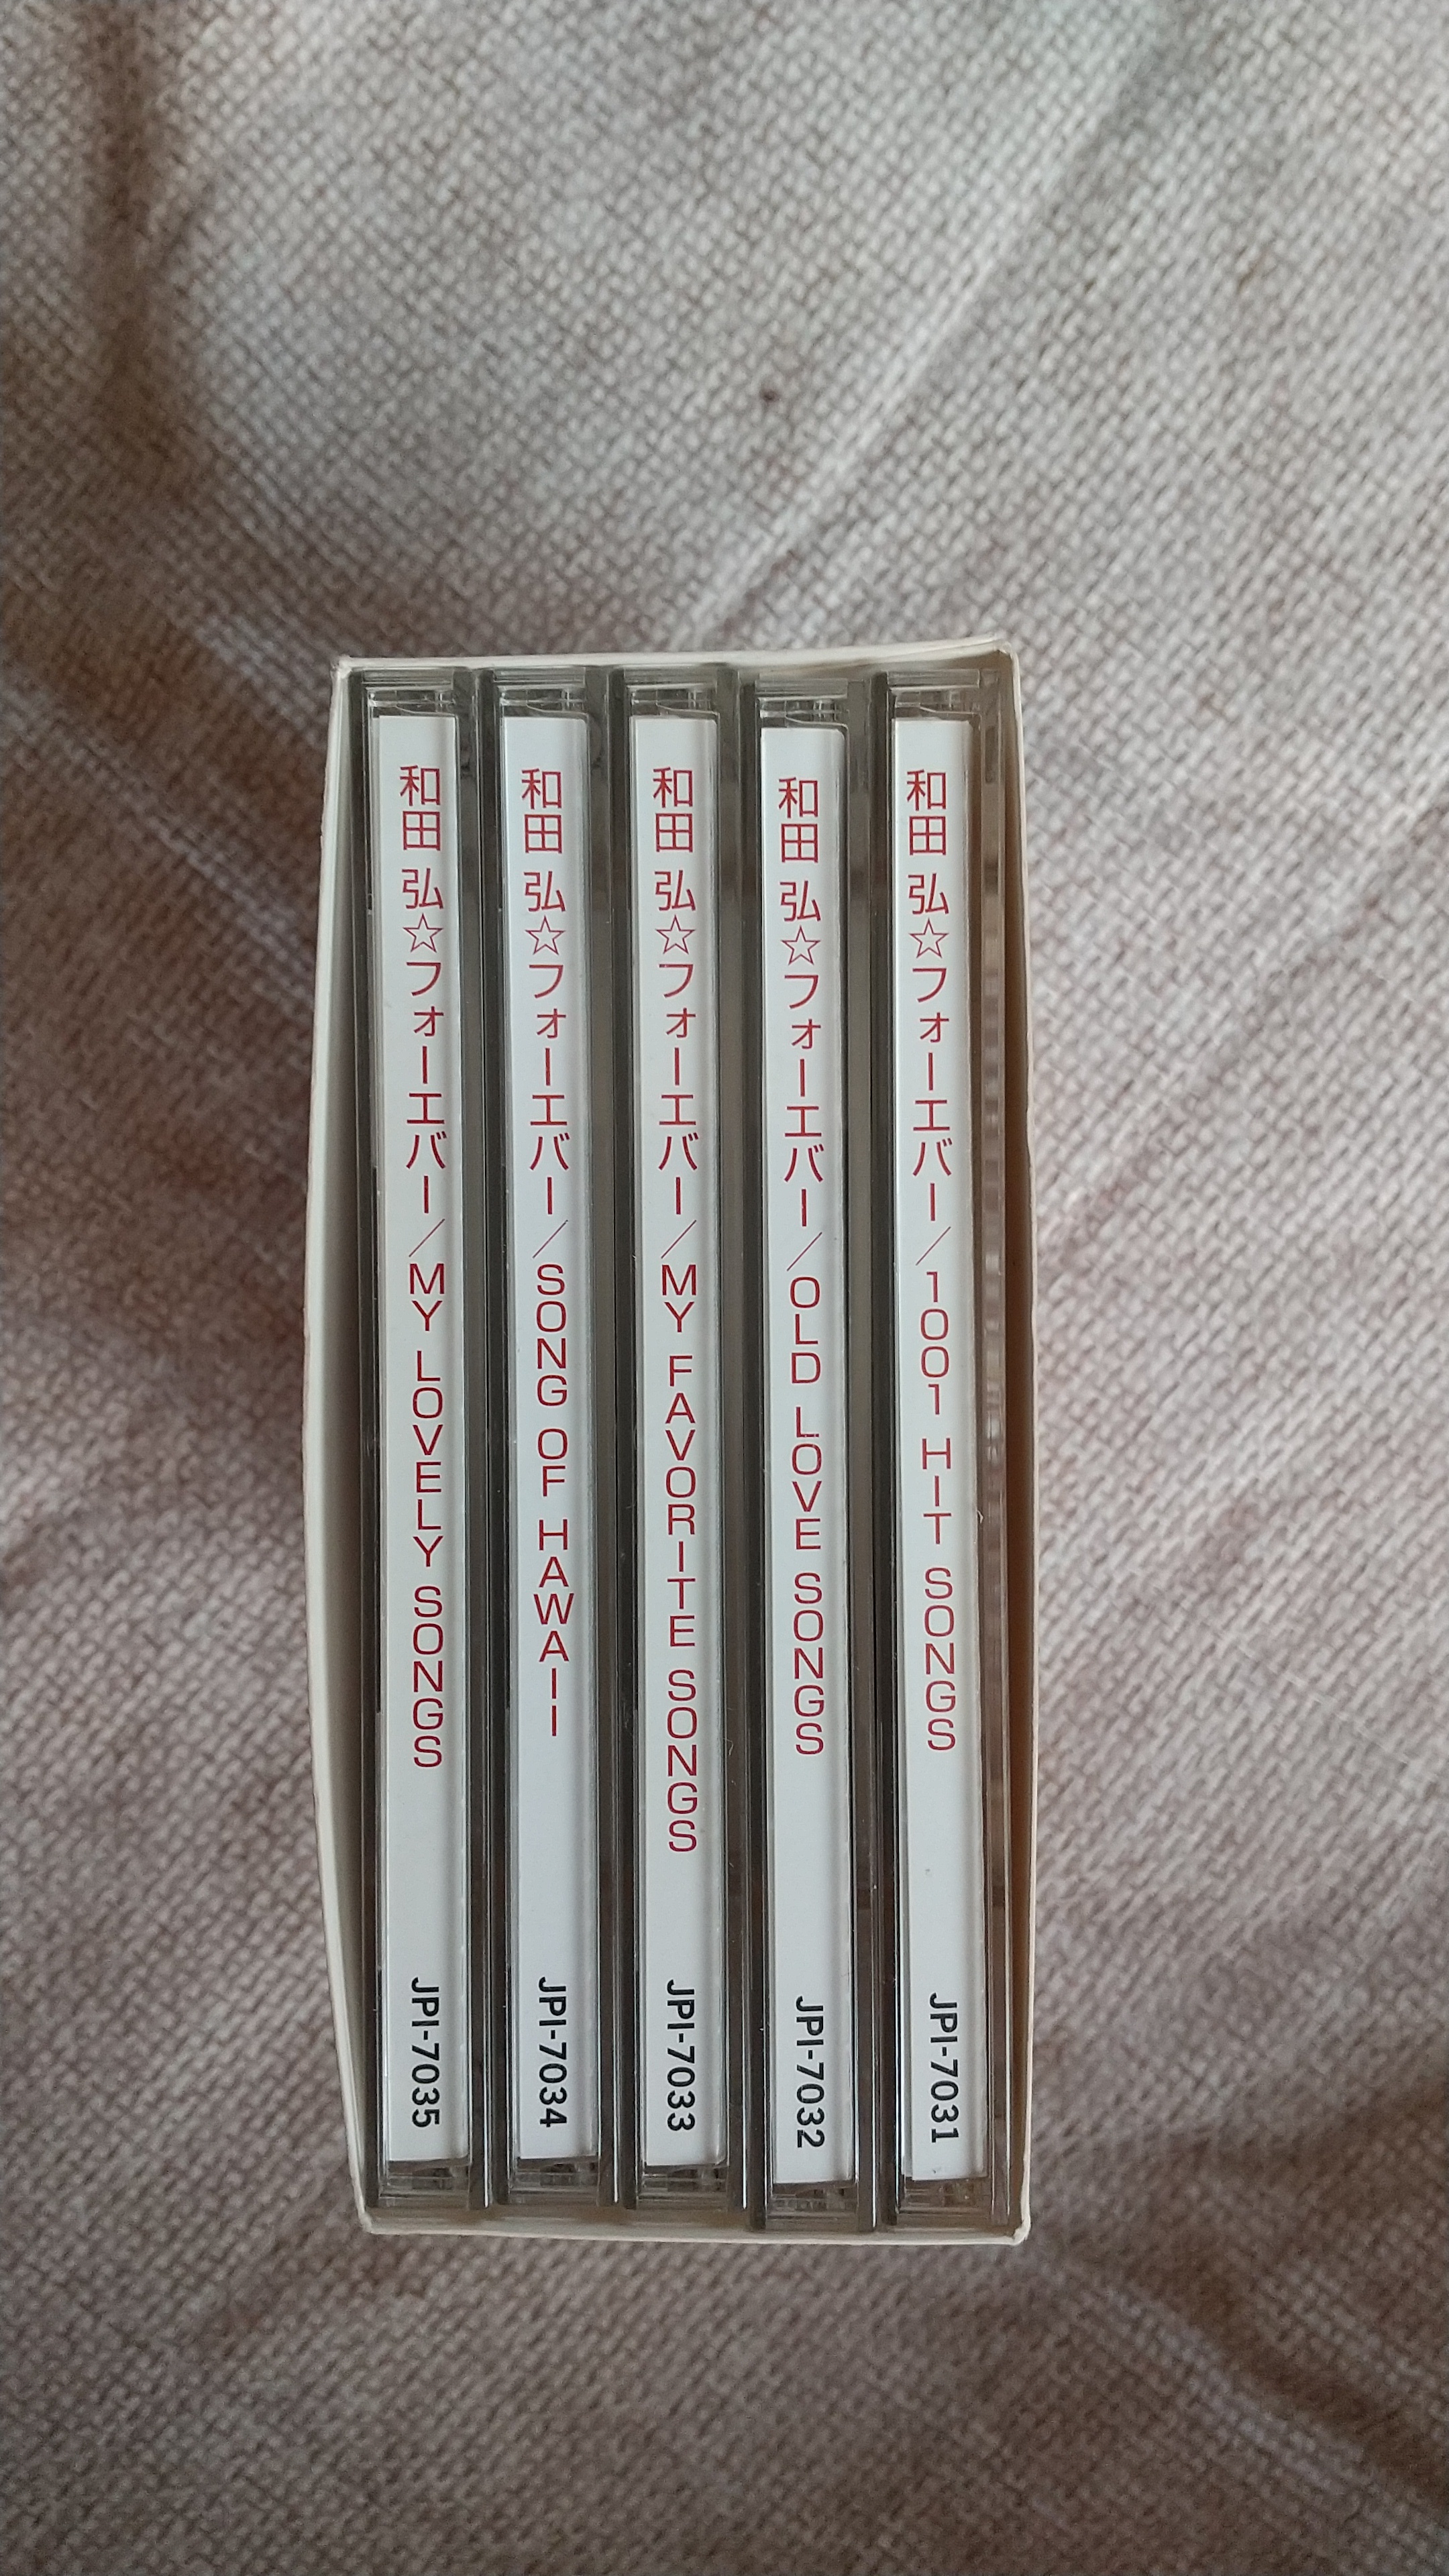 和田 弘☆フォーエバー／1001 HIT SONGS JPI-7031
和田 弘☆フォーエバー／OLD LOVE SONGS JPI-7032
和田 弘☆フォーエバー／MY FAVORITE SONGS JPI-7033
和田 弘☆フォーエバー／SONG OF HAWAII JPI-7034
和田 弘☆フォーエバー／MY LOVELY SONGS JPI-7035